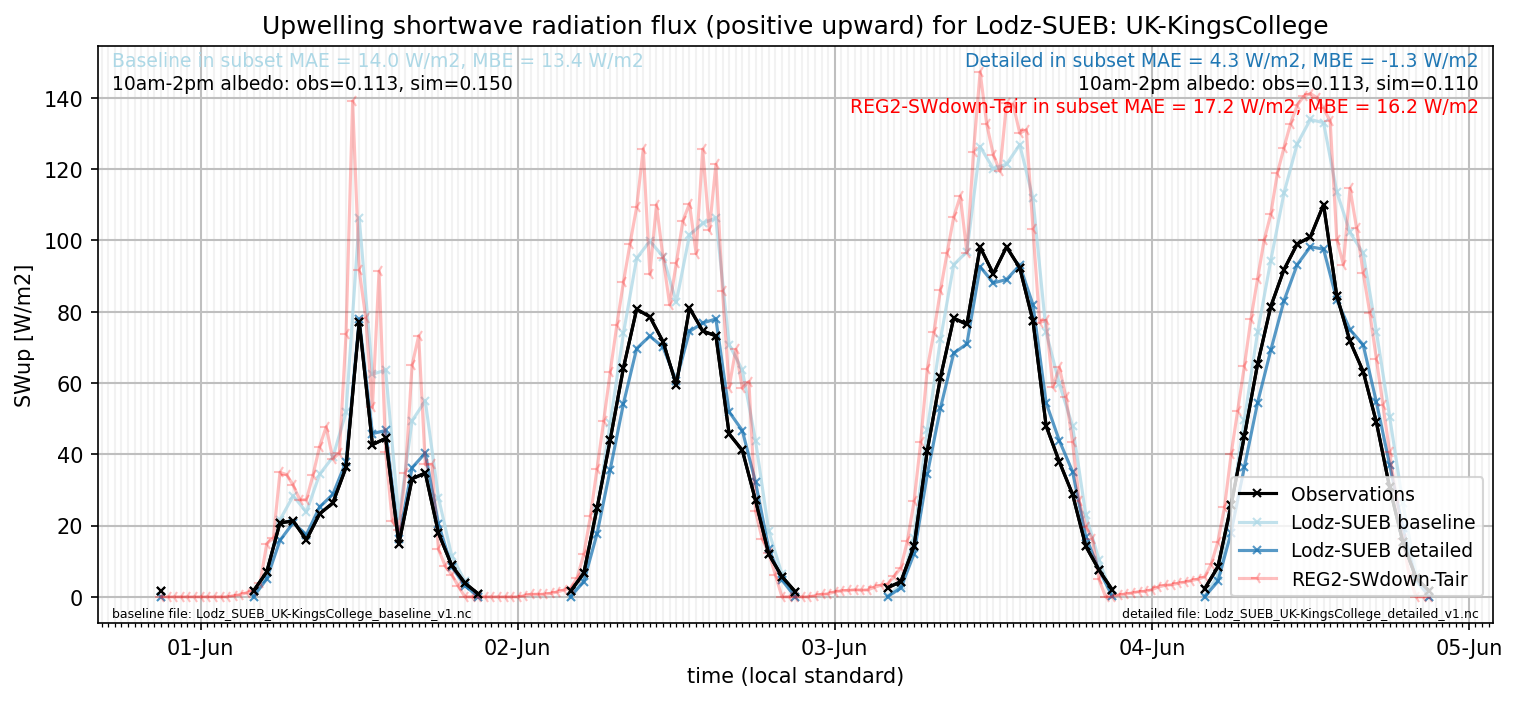 Upwelling shortwave radiation flux (positive upward) for Lodz-SUEB: UK-KingsCollege
Baseline in subset MAE = 14.0 W/m2, MBE = 13.4 W/m2
10am-2pm albedo: obs=0.113, sim=0.150
Detailed in subset MAE = 4.3 W/m2, MBE = -1.3 W/m2
10am-2pm albedo: obs=0.113, sim=0.110
REG2-SWdown-Tair in subset MAE = 17.2 W/m2, MBE = 16.2 W/m2
SWup [W/m2]
140
120
100
80
60
40
20
0
Observations
Lodz-SUEB baseline
Lodz-SUEB detailed
REG2-SWdown-Tair
baseline file: Lodz_SUEB_UK-KingsCollege_baseline_v1.nc
detailed file: Lodz_SUEB_UK-KingsCollege_detailed_v1.nc
01-Jun
02-Jun
03-Jun
04-Jun
05-Jun
time (local standard)